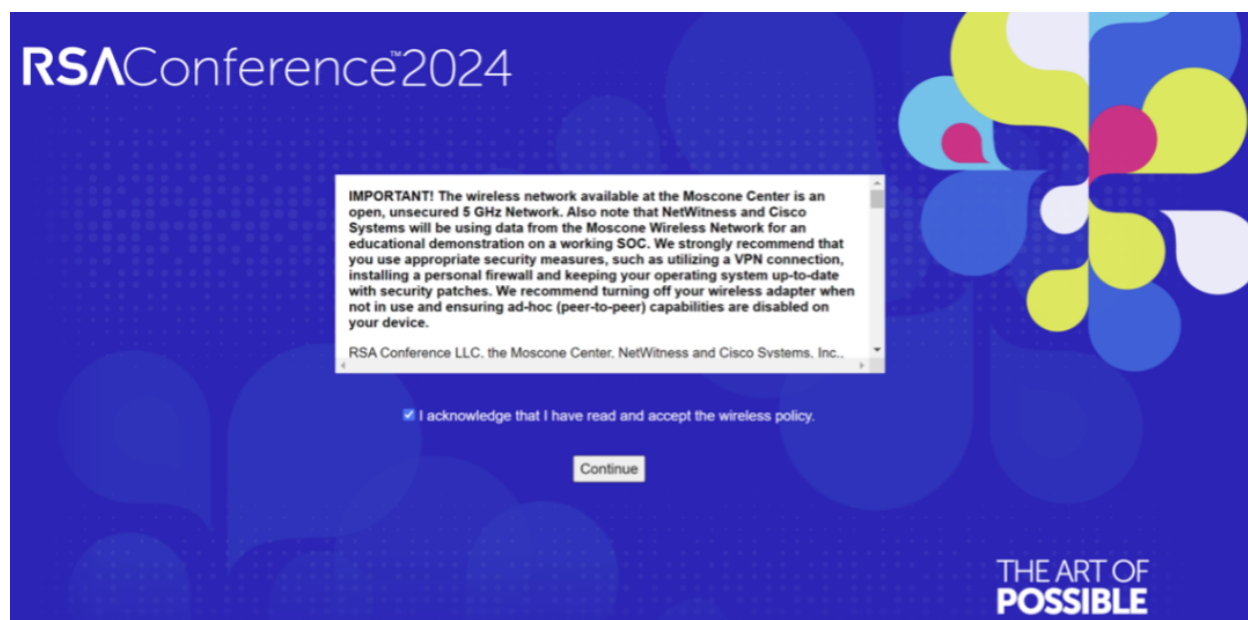 RSAConference™2024
IMPORTANT! The wireless network available at the Moscone Center is an
open, unsecured 5 GHz Network. Also note that NetWitness and Cisco
Systems will be using data from the Moscone Wireless Network for an
educational demonstration on a working SOC. We strongly recommend that
you use appropriate security measures, such as utilizing a VPN connection,
installing a personal firewall and keeping your operating system up-to-date
with security patches. We recommend turning off your wireless adapter when
not in use and ensuring ad-hoc (peer-to-peer) capabilities are disabled on
your device.
RSA Conference LLC, the Moscone Center, NetWitness and Cisco Systems, Inc.,
I acknowledge that I have read and accept the wireless policy.
Continue
THE ART OF
POSSIBLE